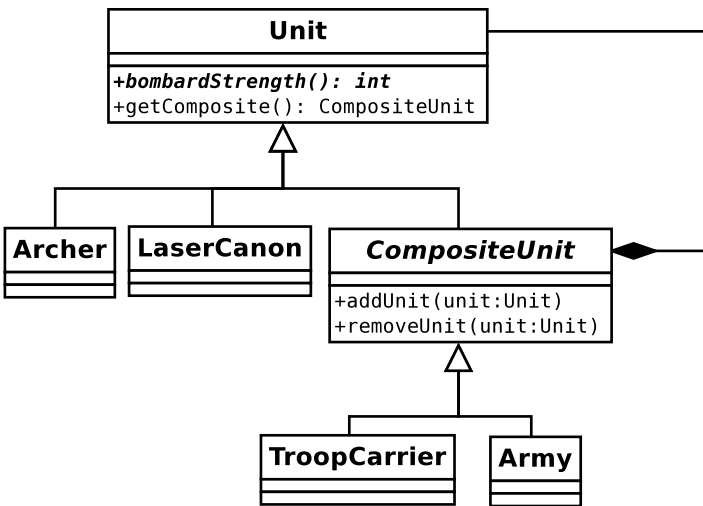 Unit
+bombardStrength(): int
+getComposite(): CompositeUnit
Archer
LaserCanon
CompositeUnit
+addUnit(unit:Unit)
+removeUnit(unit:Unit)
TroopCarrier
Army